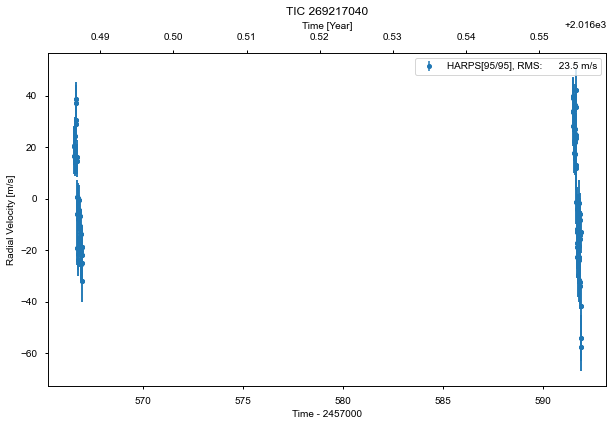 TIC 269217040
Time [Year]
+2.016e3
0.49 0.50 0.51 0.52 0.53 0.54 0.55
HARPS[95/95], RMS: 23.5 m/s
40
20
0
−20
−40
−60
Radial Velocity [m/s]
570 575 580 585 590
Time - 2457000